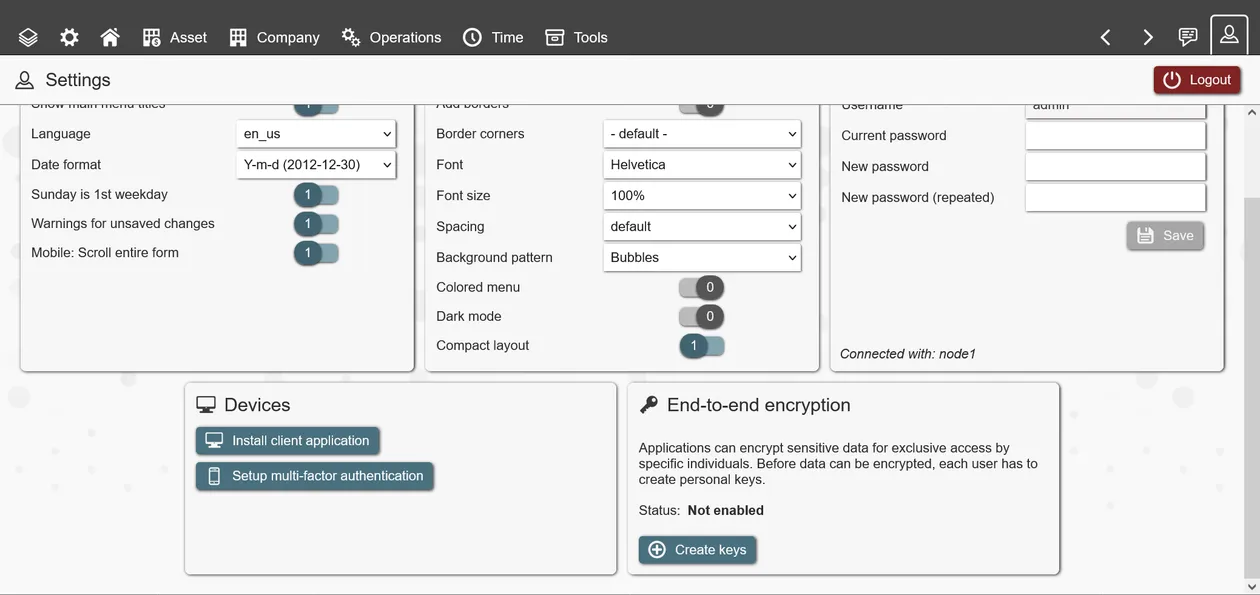 Asset
Company
Operations
Time
Tools
Settings
Logout
Show main menu titles
1
Language
en_us
Date format
Y-m-d (2012-12-30)
Sunday is 1st weekday
1
Warnings for unsaved changes
1
Mobile: Scroll entire form
1
Add borders
0
Border corners
- default -
Font
Helvetica
Font size
100%
Spacing
default
Background pattern
Bubbles
Colored menu
0
Dark mode
0
Compact layout
1
Username
admin
Current password
New password
New password (repeated)
Save
Connected with: node1
Devices
Install client application
Setup multi-factor authentication
End-to-end encryption
Applications can encrypt sensitive data for exclusive access by
specific individuals. Before data can be encrypted, each user has to
create personal keys.
Status: Not enabled
Create keys